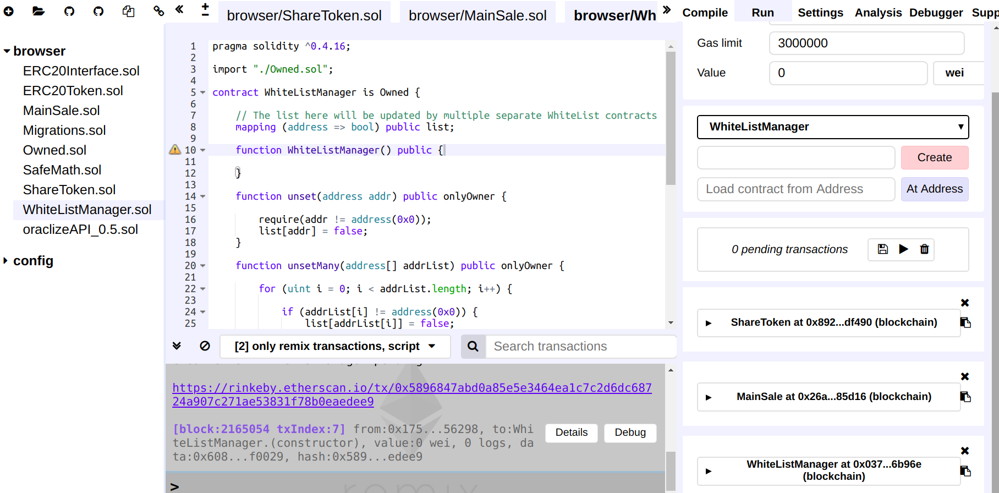 browser/ShareToken.sol
browser/MainSale.sol
browser/Wh
Compile
Run
Settings
Analysis
Debugger
Supp
browser
ERC20Interface.sol
ERC20Token.sol
MainSale.sol
Migrations.sol
Owned.sol
SafeMath.sol
ShareToken.sol
WhiteListManager.sol
oraclizeAPI_0.5.sol
config
1 pragma solidity ^0.4.16;
2
3 import "./Owned.sol";
4
5 contract WhiteListManager is Owned {
6
7 // The list here will be updated by multiple separate WhiteList contracts
8 mapping (address => bool) public list;
9
10 function WhiteListManager() public {
11
12 }
13
14 function unset(address addr) public onlyOwner {
15
16 require(addr != address(0x0));
17 list[addr] = false;
18 }
19
20 function unsetMany(address[] addrList) public onlyOwner {
21
22 for (uint i = 0; i < addrList.length; i++) {
23
24 if (addrList[i] != address(0x0)) {
25 list[addrList[i]] = false;
[2] only remix transactions, script
Search transactions
https://rinkeby.etherscan.io/tx/0x5896847abd0a85e5e3464ea1c7c2d6dc687
24a907c271ae53831f78b0eaedee9
[block:2165054 txIndex:7] from:0x175...56298, to:Whi
teListManager.(constructor), value:0 wei, 0 logs, da
ta:0x608...f0029, hash:0x589...edee9
Details
Debug
>
remix
Gas limit
3000000
Value
0
wei
WhiteListManager
Create
Load contract from Address
At Address
0 pending transactions
ShareToken at 0x892...df490 (blockchain)
MainSale at 0x26a...85d16 (blockchain)
WhiteListManager at 0x037...6b96e
(blockchain)